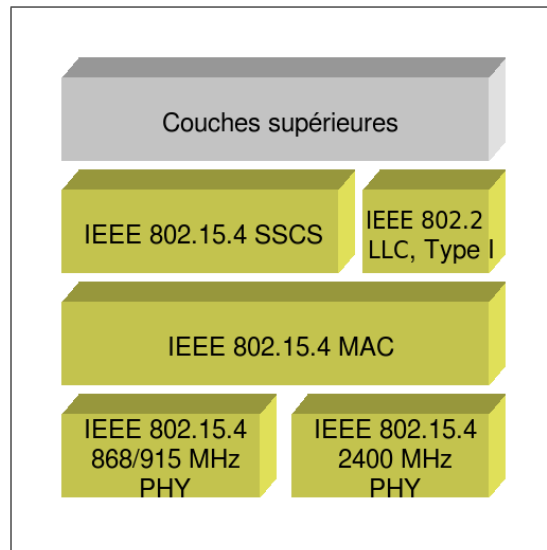 Couches supérieures
IEEE 802.15.4 SSCS
IEEE 802.2
LLC, Type I
IEEE 802.15.4 MAC
IEEE 802.15.4
868/915 MHz
PHY
IEEE 802.15.4
2400 MHz
PHY